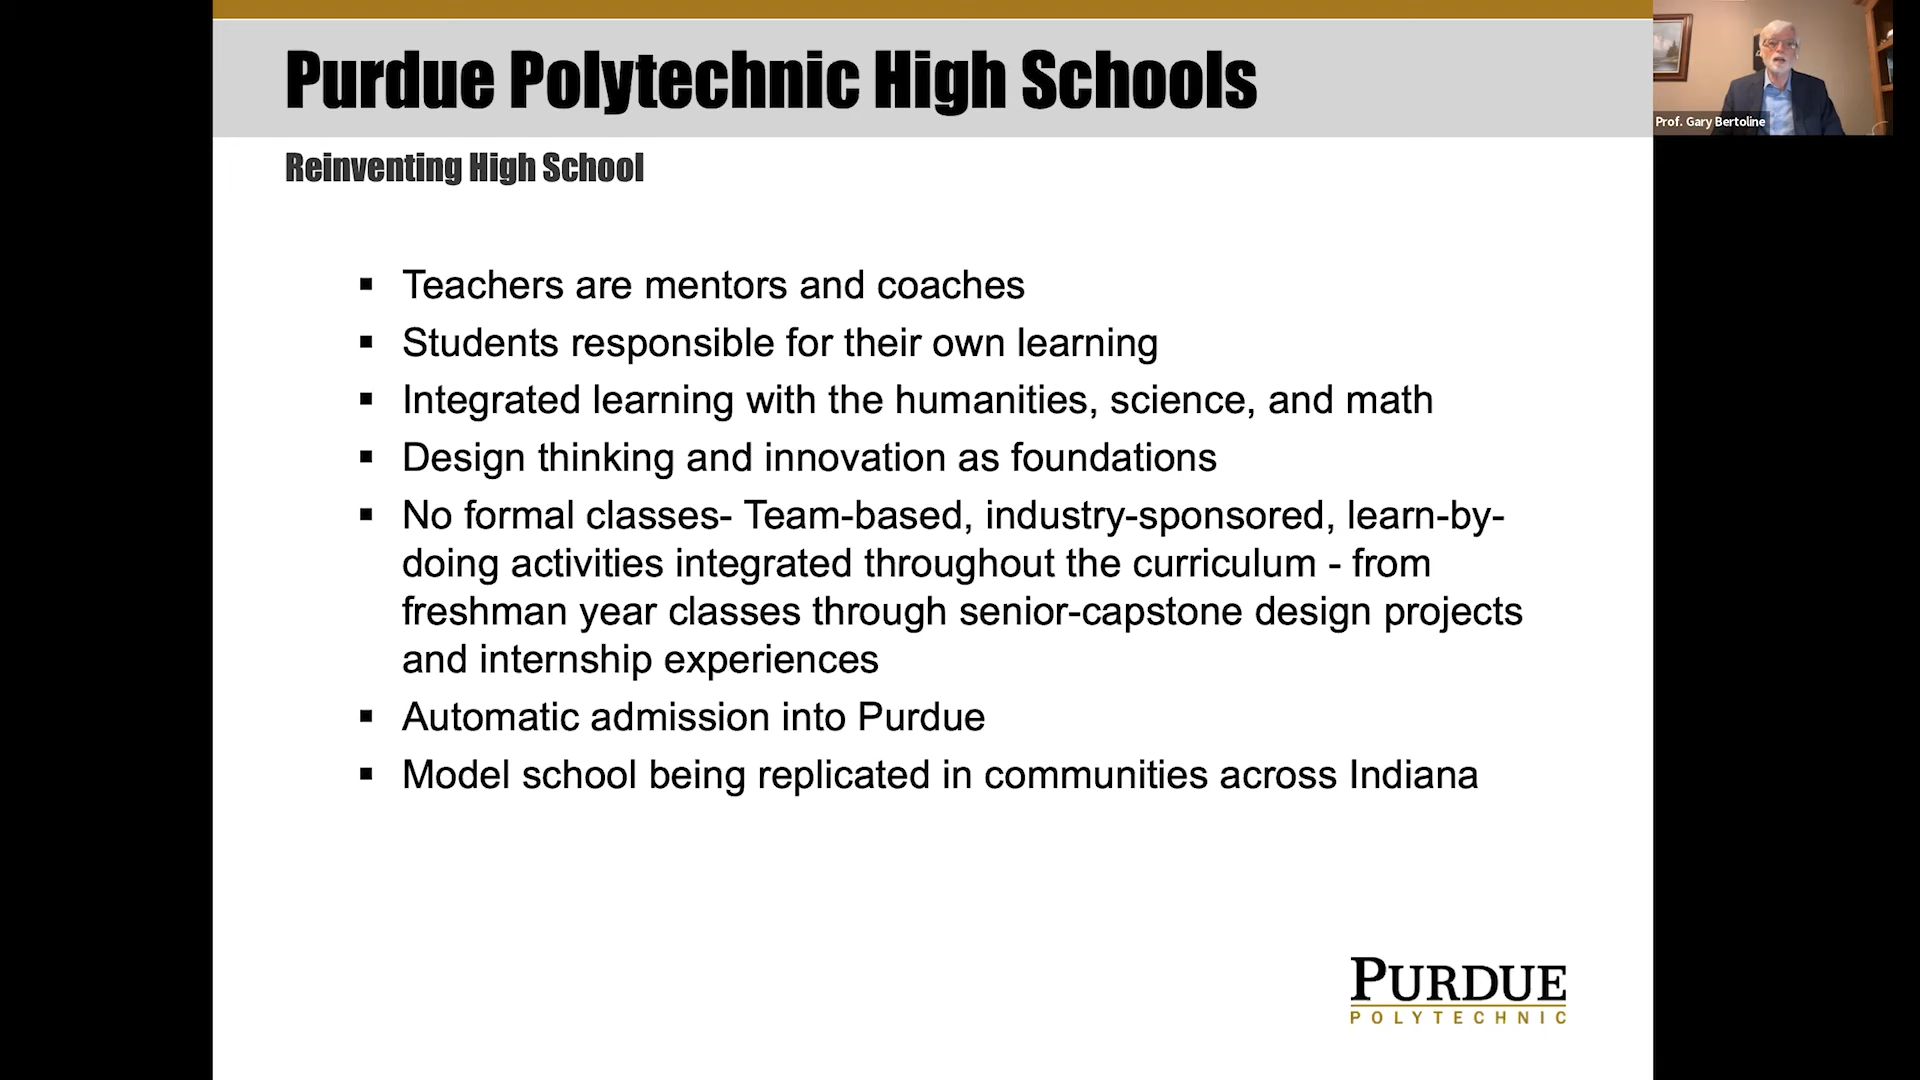 Purdue Polytechnic High Schools
Prof. Gary Bertoline
Reinventing High School
▪ Teachers are mentors and coaches
▪ Students responsible for their own learning
▪ Integrated learning with the humanities, science, and math
▪ Design thinking and innovation as foundations
▪ No formal classes- Team-based, industry-sponsored, learn-by-
doing activities integrated throughout the curriculum - from
freshman year classes through senior-capstone design projects
and internship experiences
▪ Automatic admission into Purdue
▪ Model school being replicated in communities across Indiana
PURDUE
POLYTECHNIC